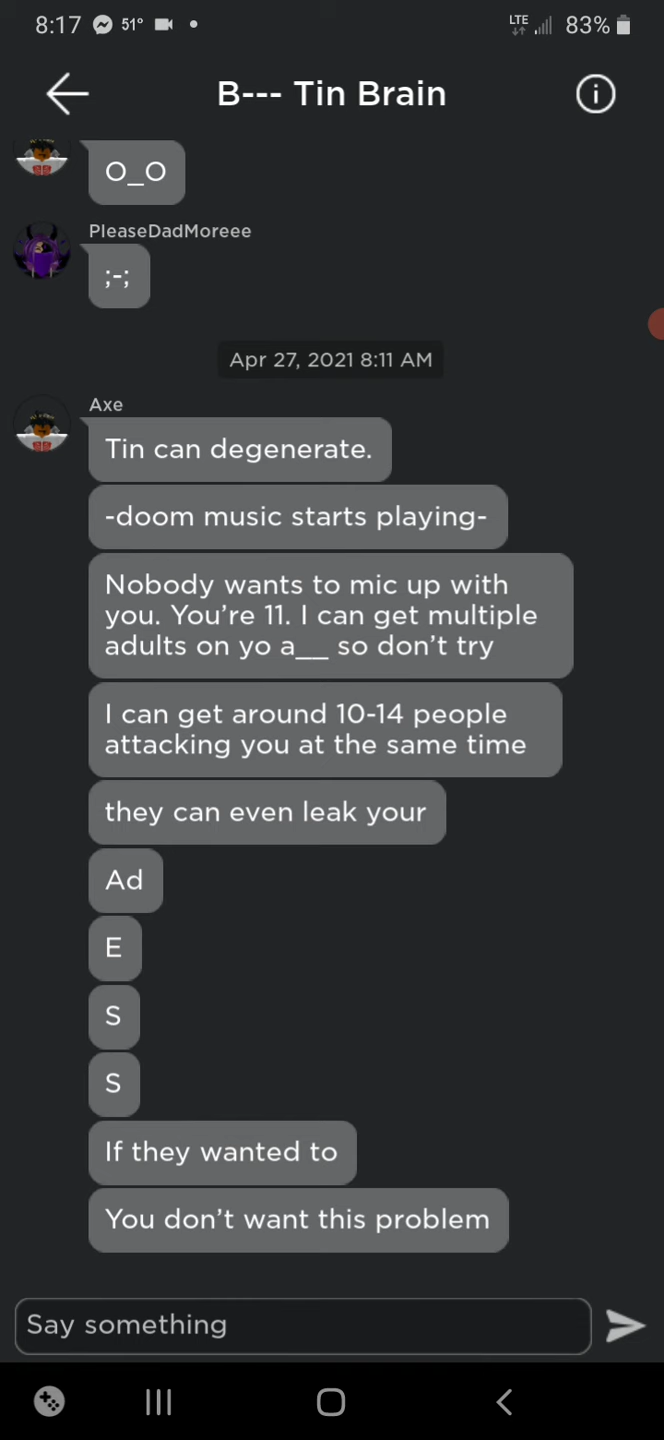 8:17 51° LTE 83%
B--- Tin Brain
O_O
PleaseDadMoreee
;-;
Apr 27, 2021 8:11 AM
Axe
Tin can degenerate.
-doom music starts playing-
Nobody wants to mic up with
you. You’re 11. I can get multiple
adults on yo a__ so don’t try
I can get around 10-14 people
attacking you at the same time
they can even leak your
Ad
E
S
S
If they wanted to
You don’t want this problem
Say something